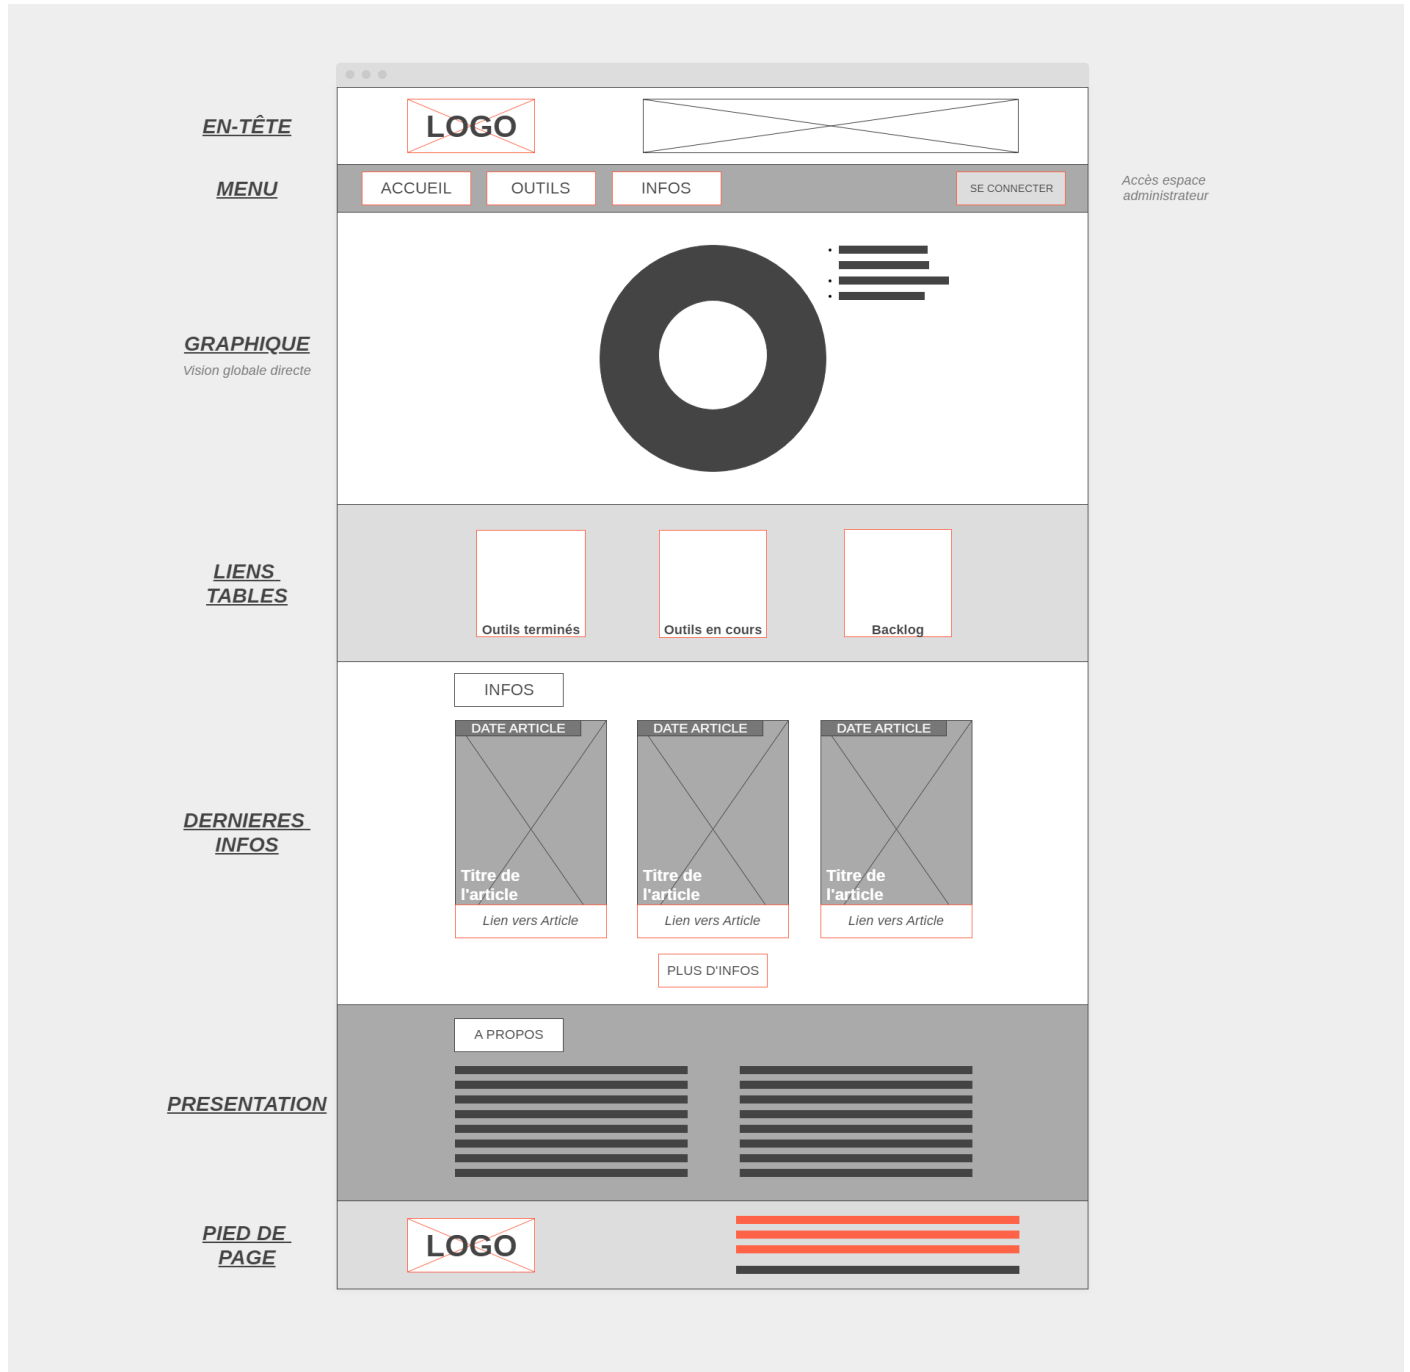 EN-TÊTE
LOGO
MENU
ACCUEIL
OUTILS
INFOS
SE CONNECTER
Accès espace
administrateur
GRAPHIQUE
Vision globale directe
LIENS
TABLES
Outils terminés
Outils en cours
Backlog
DERNIERES
INFOS
INFOS
DATE ARTICLE
Titre de
l'article
Lien vers Article
DATE ARTICLE
Titre de
l'article
Lien vers Article
DATE ARTICLE
Titre de
l'article
Lien vers Article
PLUS D'INFOS
PRESENTATION
A PROPOS
PIED DE
PAGE
LOGO